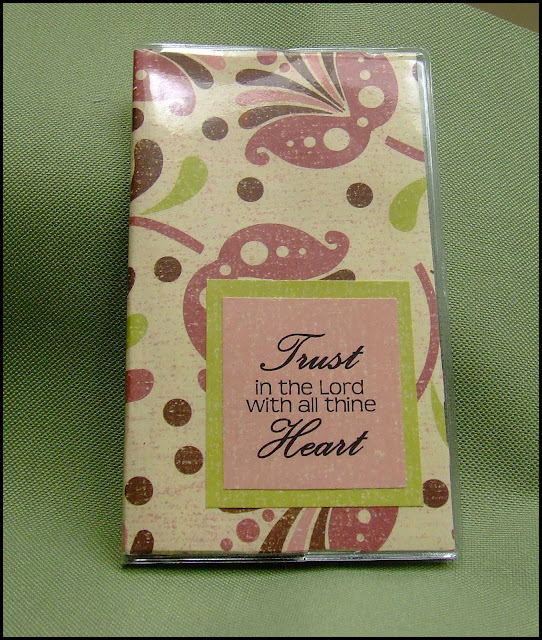 Trust
in the Lord
with all thine
Heart